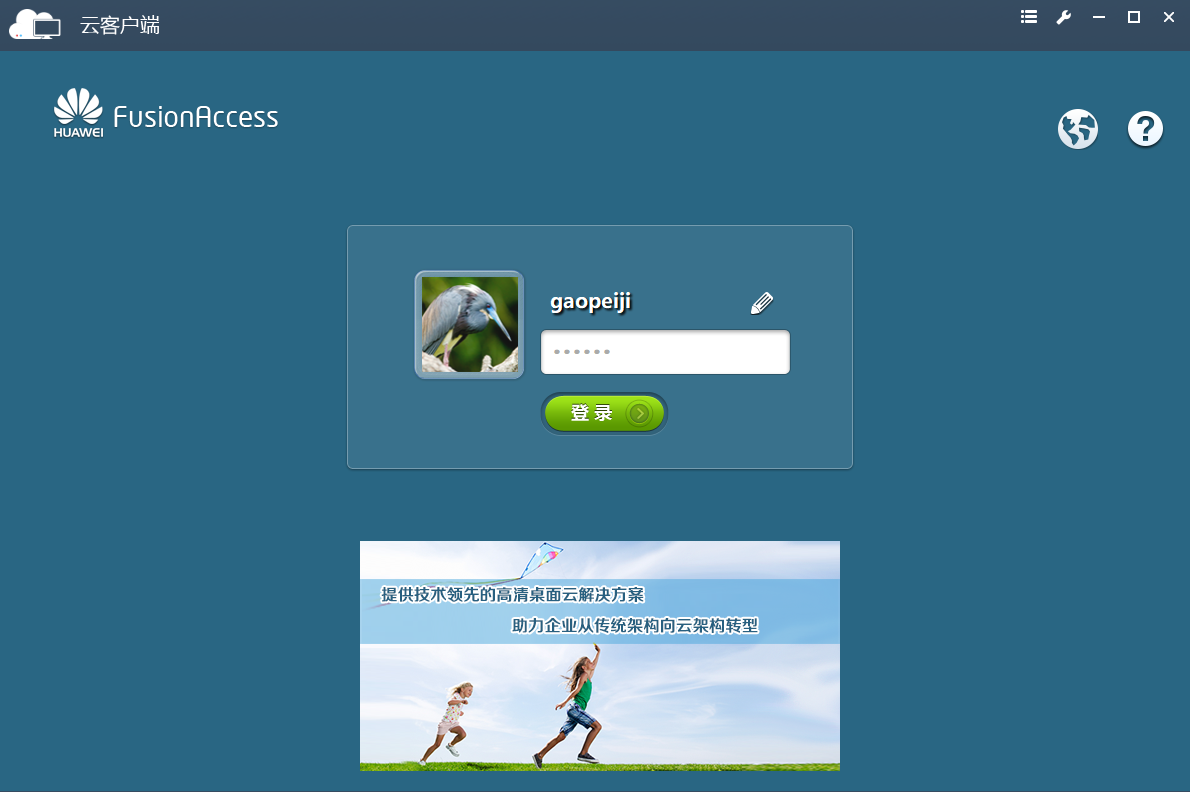 云客户端
HUAWEI FusionAccess
gaopeiji
登录
提供技术领先的高清桌面云解决方案
助力企业从传统架构向云架构转型